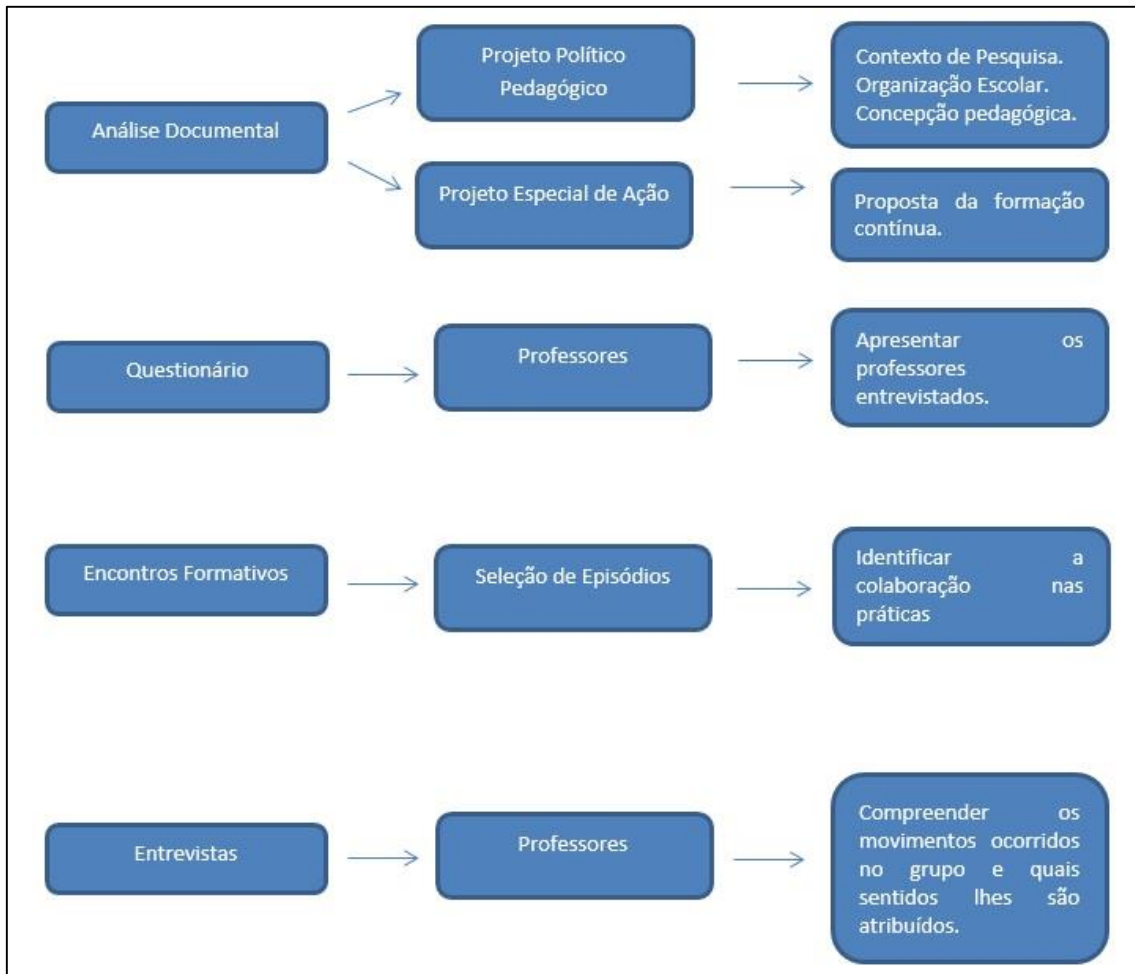 Análise Documental
Projeto Político
Pedagógico
Contexto de Pesquisa.
Organização Escolar.
Concepção pedagógica.
Projeto Especial de Ação
Proposta da formação
contínua.
Questionário
Professores
Apresentar os
professores
entrevistados.
Encontros Formativos
Seleção de Episódios
Identificar a
colaboração nas
práticas
Entrevistas
Professores
Compreender os
movimentos ocorridos
no grupo e quais
sentidos lhes são
atribuídos.